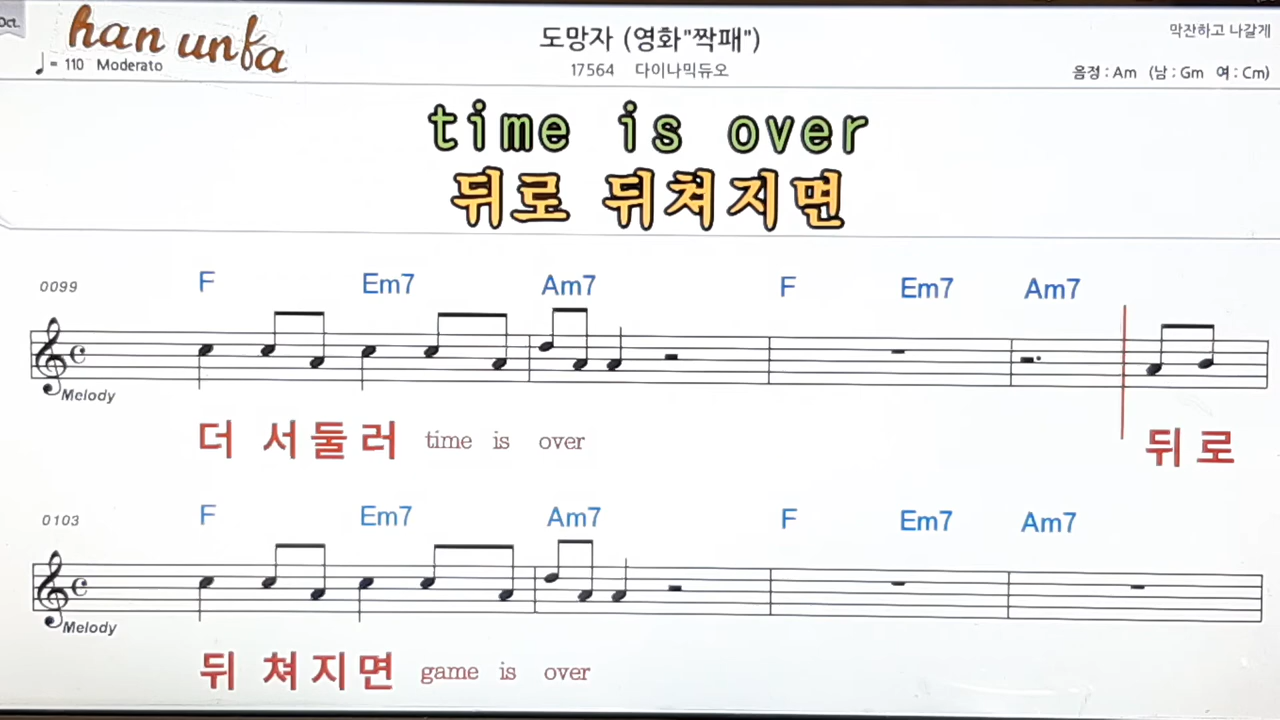 Oct.
han unfa
♩= 110 Moderato
도망자 (영화"짝패")
17564 다이나믹듀오
막잔하고 나갈게
음정 : Am (남 : Gm 여 : Cm)
time is over
뒤로 뒤쳐지면
0099 F Em7 Am7 F Em7 Am7
Melody
더 서둘러 time is over 뒤로
0103 F Em7 Am7 F Em7 Am7
Melody
뒤 쳐지면 game is over